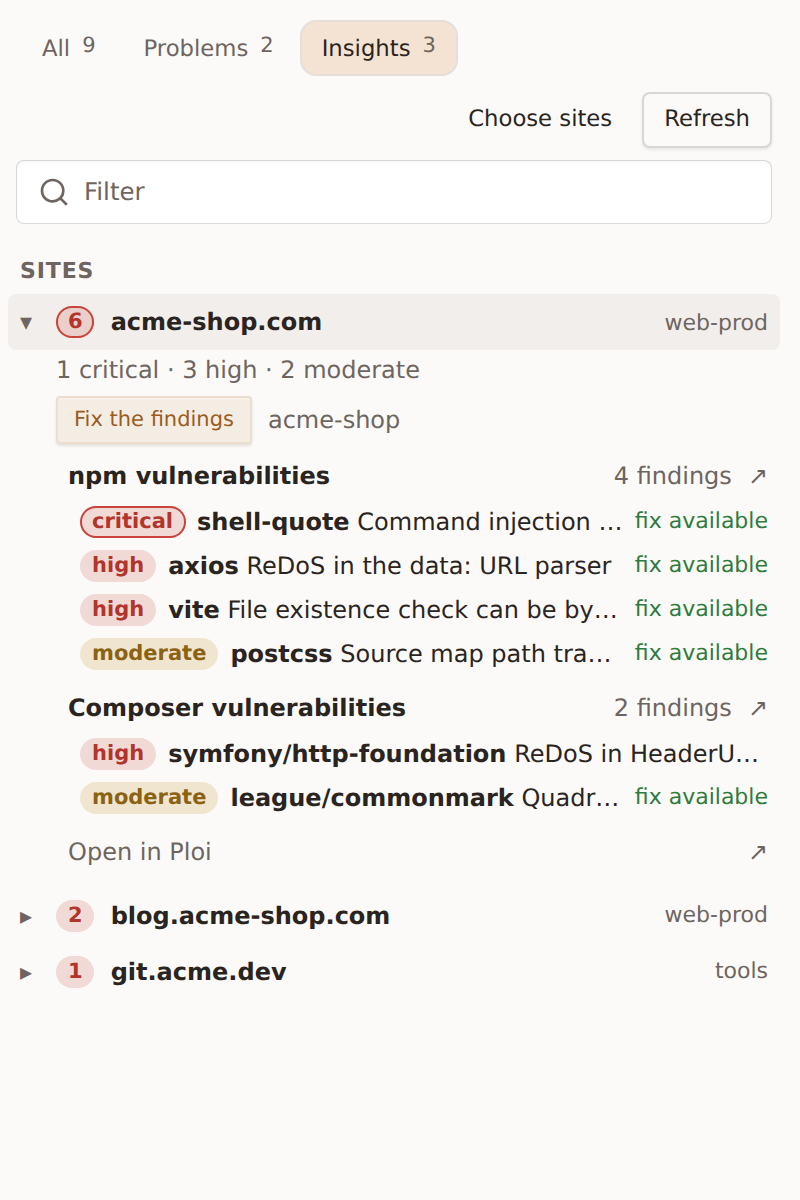 All 9 Problems 2 Insights 3
Choose sites Refresh
Filter
SITES
▼ 6 acme-shop.com web-prod
1 critical · 3 high · 2 moderate
Fix the findings acme-shop
npm vulnerabilities 4 findings ↗
critical shell-quote Command injection … fix available
high axios ReDoS in the data: URL parser fix available
high vite File existence check can be by… fix available
moderate postcss Source map path tra… fix available
Composer vulnerabilities 2 findings ↗
high symfony/http-foundation ReDoS in HeaderU…
moderate league/commonmark Quadr… fix available
Open in Ploi ↗
▶ 2 blog.acme-shop.com web-prod
▶ 1 git.acme.dev tools